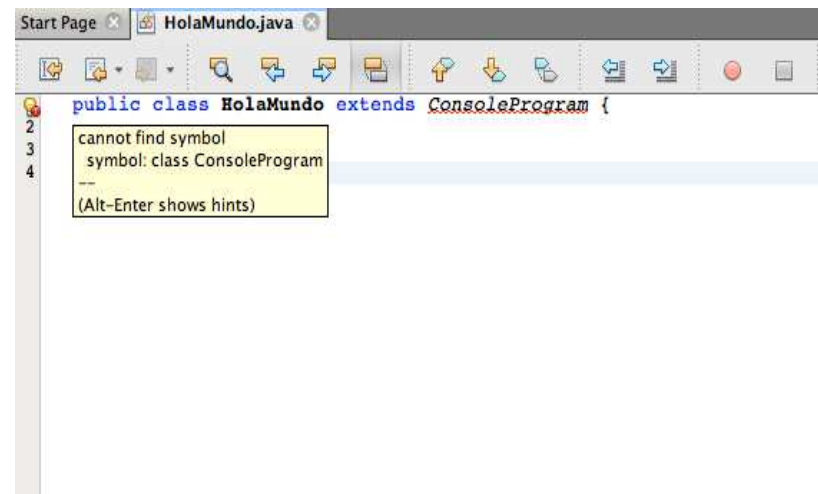 Start Page HolaMundo.java
public class HolaMundo extends ConsoleProgram {
2
cannot find symbol
3
symbol: class ConsoleProgram
4
--
(Alt-Enter shows hints)